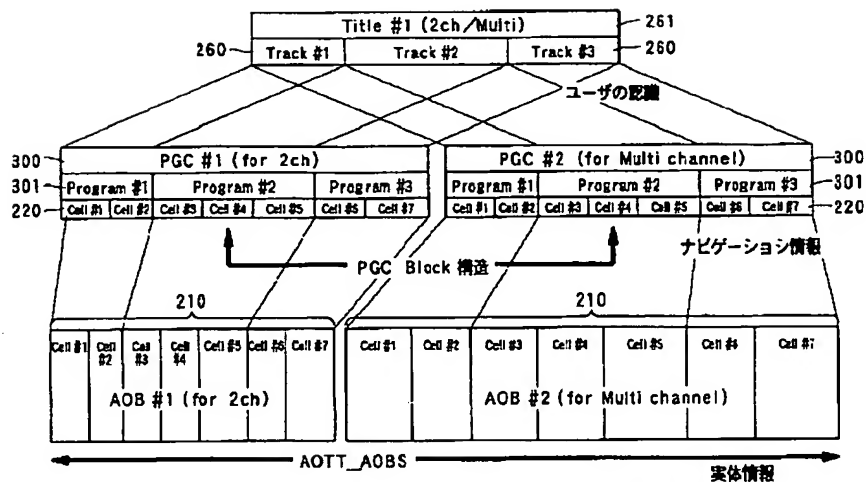 Title #1 (2ch/Multi) 261
260 Track #1 Track #2 Track #3 260
ユーザの認識
300 PGC #1 (for 2ch) PGC #2 (for Multi channel) 300
301 Program #1 Program #2 Program #3 Program #1 Program #2 Program #3 301
220 Cell #1 Cell #2 Cell #3 Cell #4 Cell #5 Cell #6 Cell #7 Cell #1 Cell #2 Cell #3 Cell #4 Cell #5 Cell #6 Cell #7 220
ナビゲーション情報
PGC Block 構造
210 210
Cell #1 Cell #2 Cell #3 Cell #4 Cell #5 Cell #6 Cell #7 Cell #1 Cell #2 Cell #3 Cell #4 Cell #5 Cell #6 Cell #7
AOB #1 (for 2ch) AOB #2 (for Multi channel)
AOTT_AOBS
実体情報